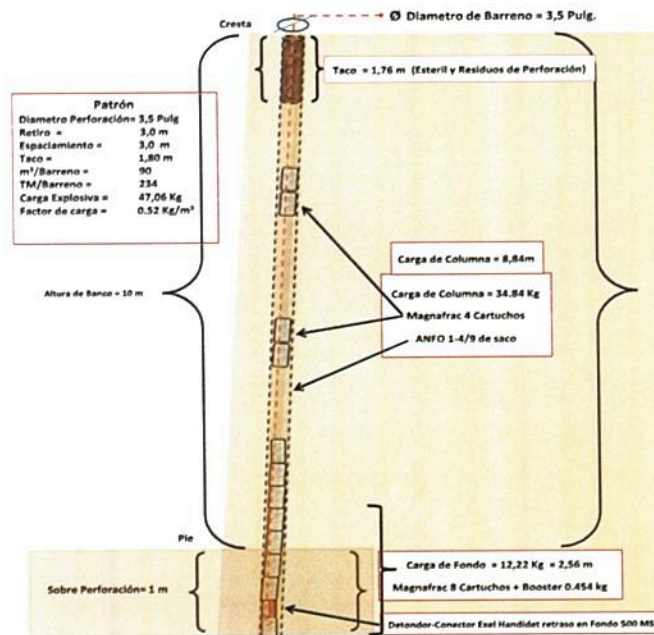 Ø Diametro de Barreno = 3,5 Pulg.
Cresta
Taco = 1,76 m (Esteril y Residuos de Perforación)
Patrón
Diametro Perforación= 3,5 Pulg
Retiro = 3,0 m
Espaciamiento = 3,0 m
Taco = 1,80 m
m³/Barreno = 90
TM/Barreno = 234
Carga Explosiva = 47,06 Kg
Factor de carga = 0.52 Kg/m³
Carga de Columna = 8,84m
Altura de Banco = 10 m
Carga de Columna = 34.84 Kg
Magnafrac 4 Cartuchos
ANFO 1-4/9 de saco
Pie
Sobre Perforación= 1 m
Carga de Fondo = 12,22 Kg = 2,56 m
Magnafrac 8 Cartuchos + Booster 0.454 kg
Detondor-Conector Exel Handidet retraso en Fondo 500 MS